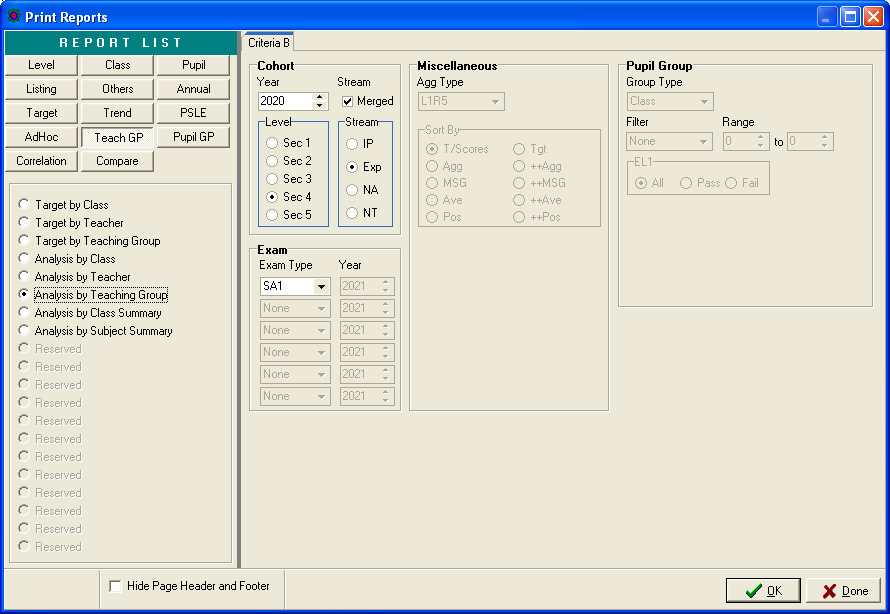 Print Reports
REPORT LIST
Level Class Pupil
Listing Others Annual
Target Trend PSLE
AdHoc Teach GP Pupil GP
Correlation Compare
Target by Class
Target by Teacher
Target by Teaching Group
Analysis by Class
Analysis by Teacher
Analysis by Teaching Group
Analysis by Class Summary
Analysis by Subject Summary
Reserved
Reserved
Reserved
Reserved
Reserved
Reserved
Reserved
Reserved
Reserved
Reserved
Reserved
Reserved
Criteria B
Cohort
Year Stream
2020 Merged
Level
Sec 1
Sec 2
Sec 3
Sec 4
Sec 5
Stream
IP
Exp
NA
NT
Exam
Exam Type Year
SA1 2021
None 2021
None 2021
None 2021
None 2021
None 2021
Miscellaneous
Agg Type
L1R5
Sort By
T/Scores Tgt
Agg ++Agg
MSG ++MSG
Ave ++Ave
Pos ++Pos
Pupil Group
Group Type
Class
Filter Range
None 0 to 0
EL1
All Pass Fail
Hide Page Header and Footer
OK Done